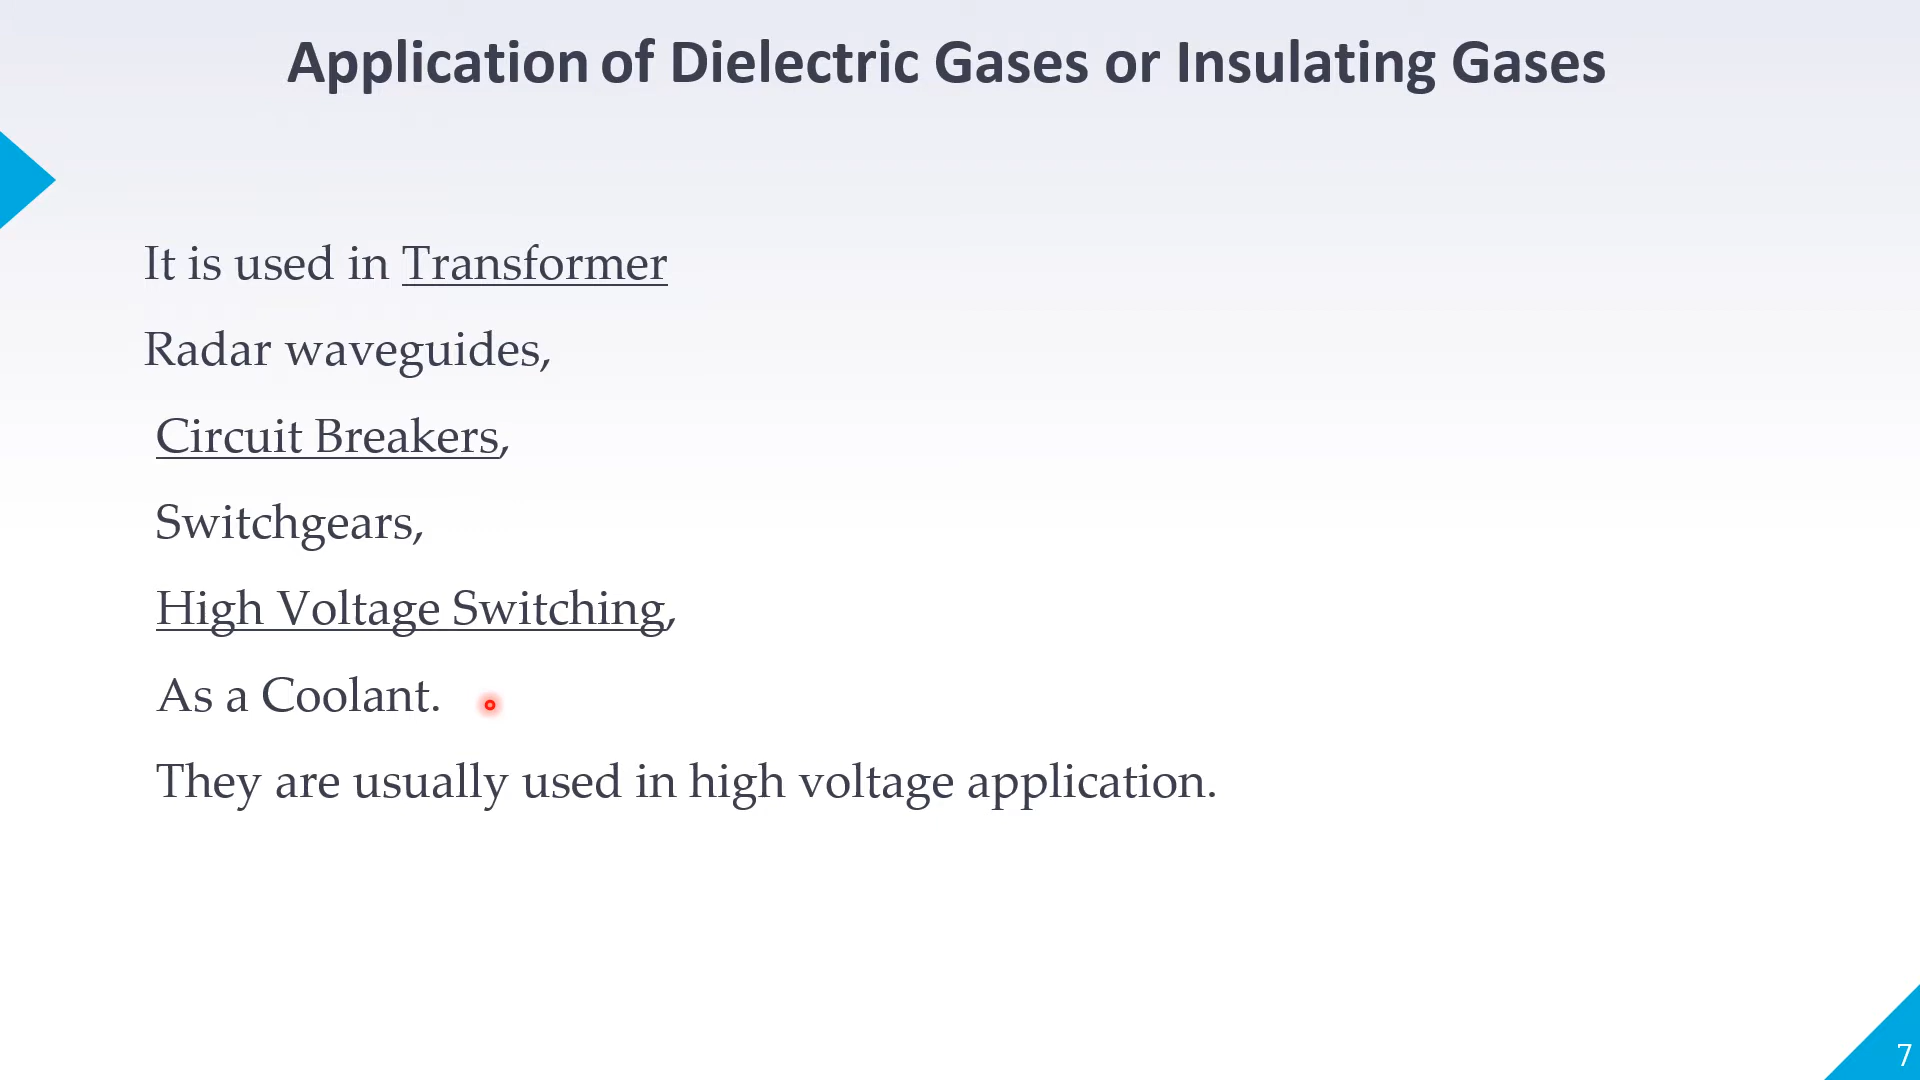 Application of Dielectric Gases or Insulating Gases
It is used in Transformer
Radar waveguides,
Circuit Breakers,
Switchgears,
High Voltage Switching,
As a Coolant.
They are usually used in high voltage application.
7